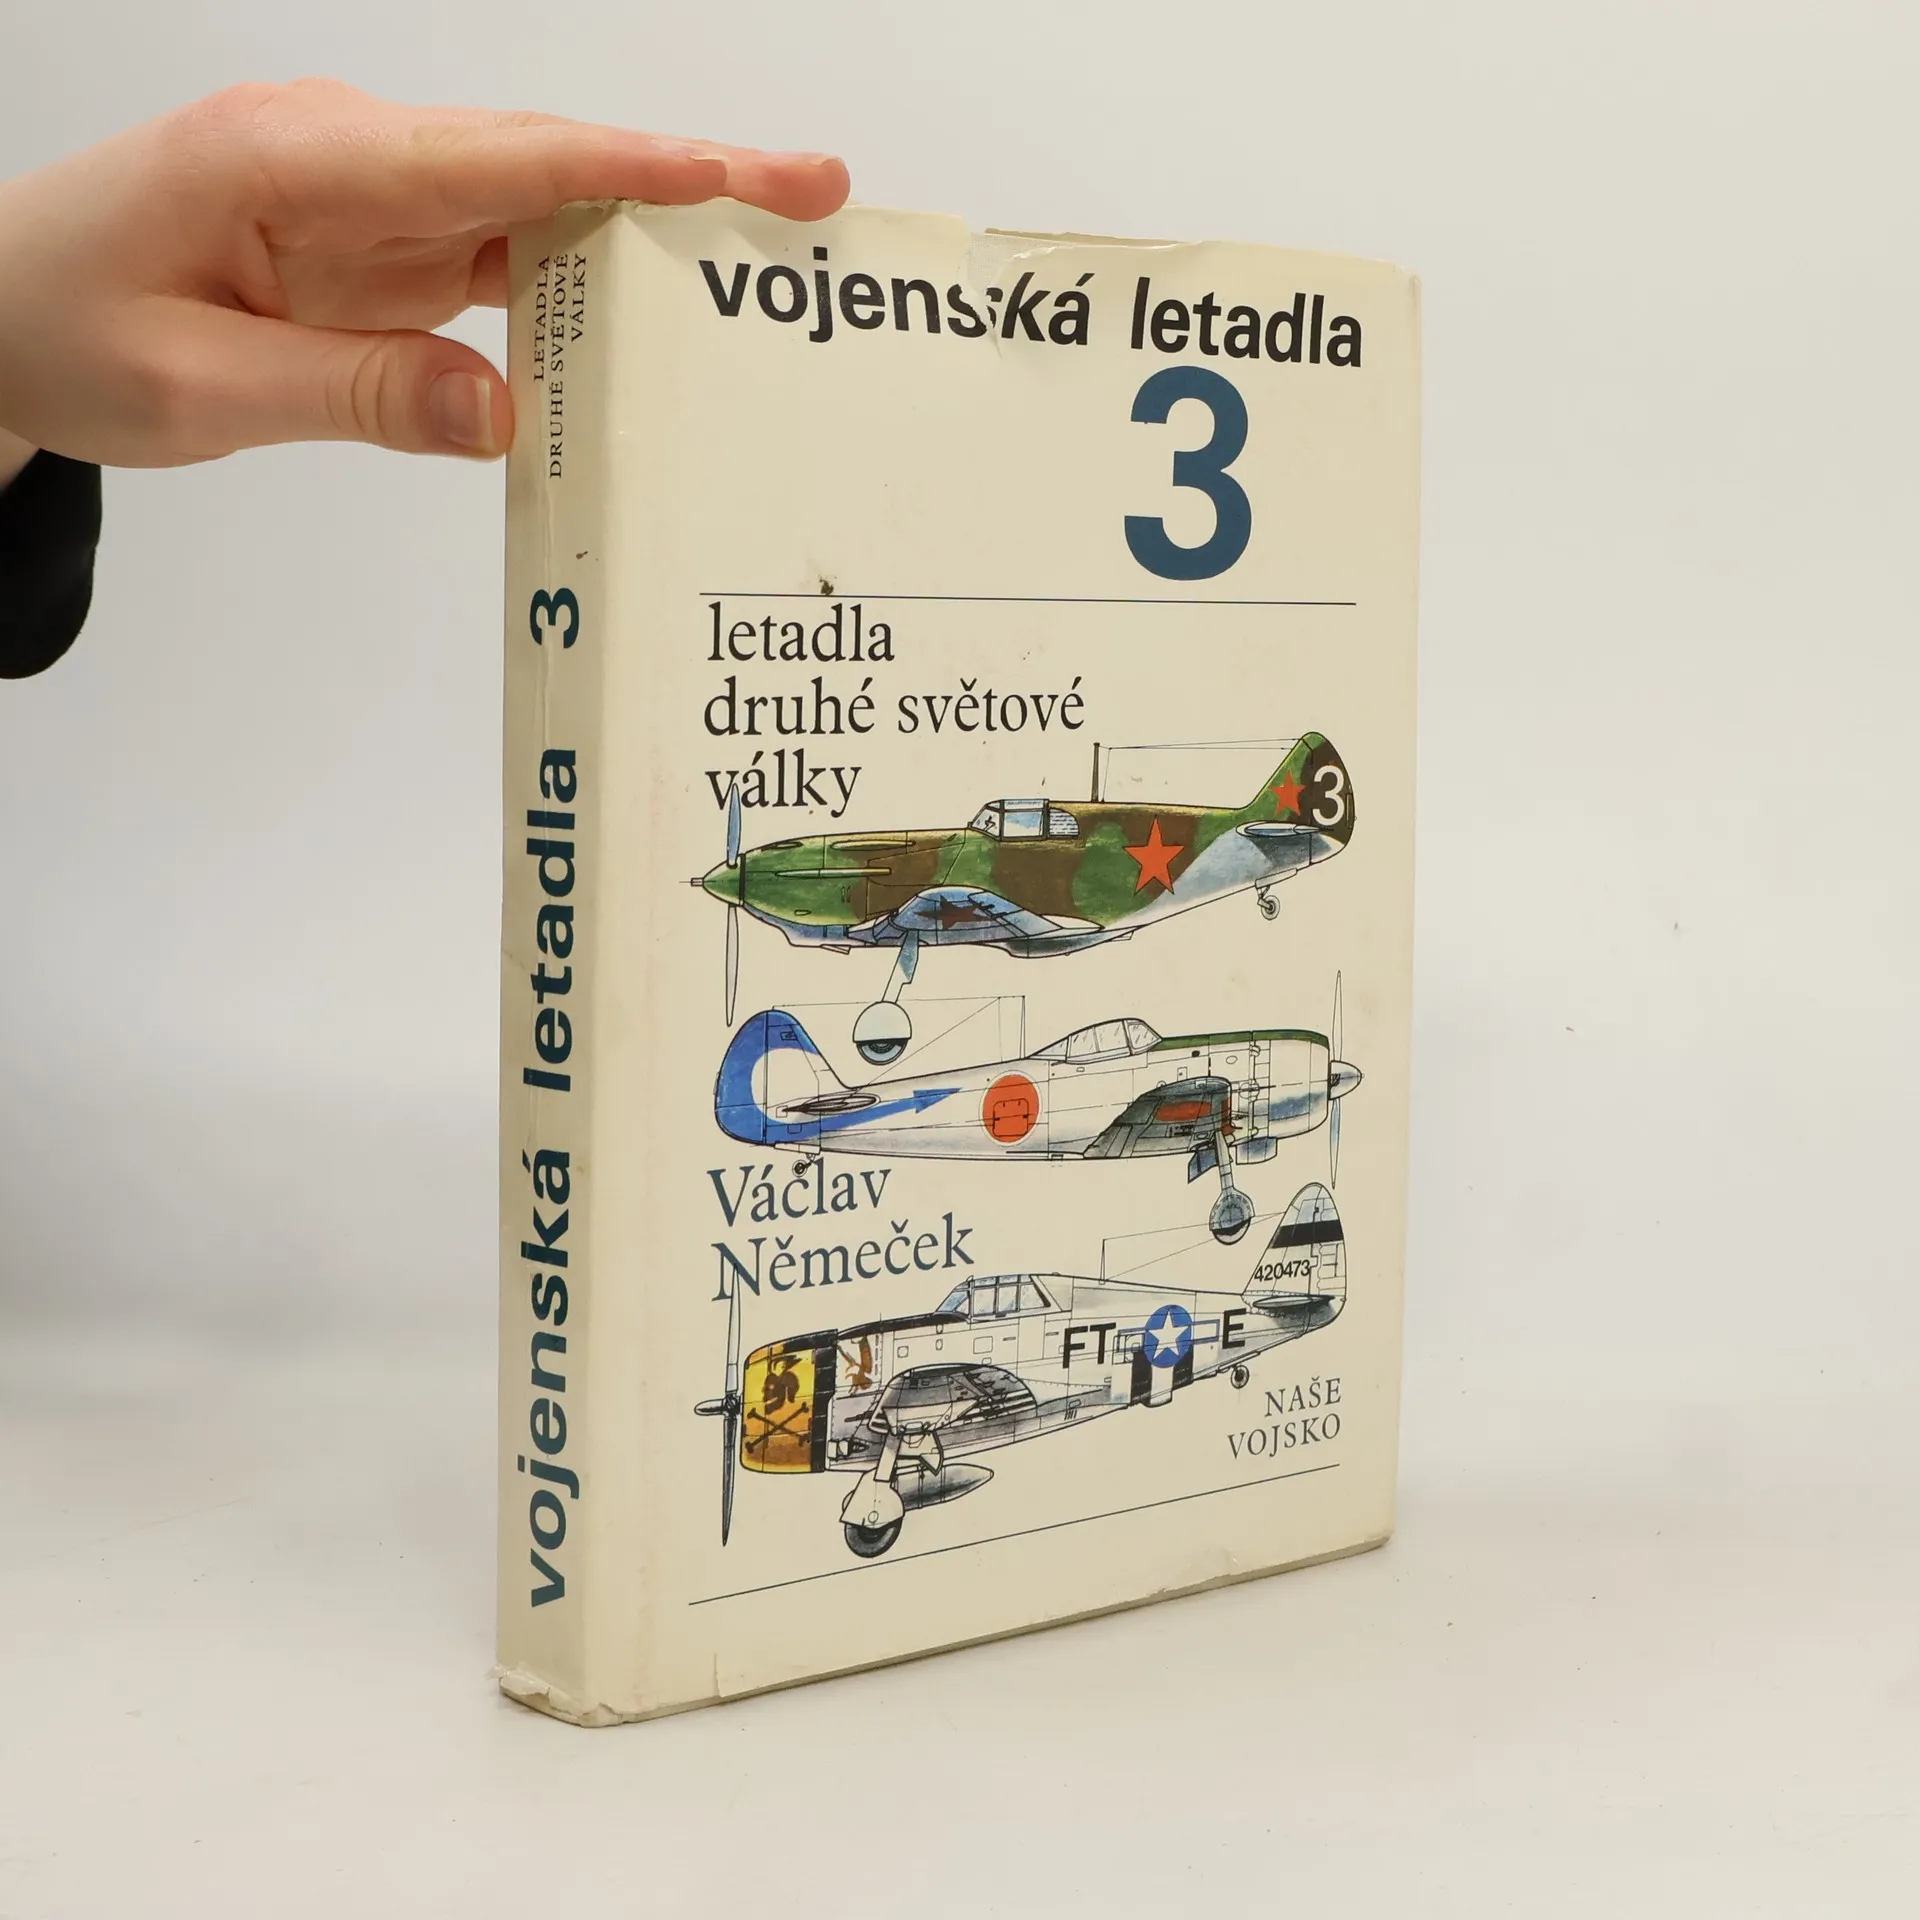 LETADLA
DRUHÉ SVĚTOVÉ
VÁLKY
vojenská letadla 3
vojenská letadla
3
letadla
druhé světové
války
3
Václav
Němeček
420473
FT E
NAŠE
VOJSKO